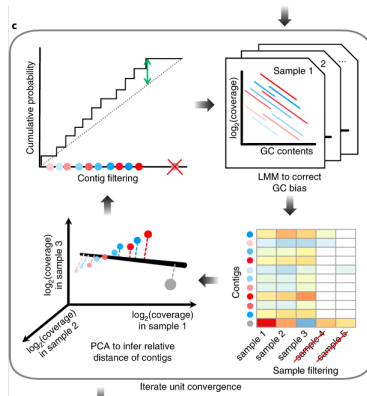 c
Cumulative probability
Contig filtering
2
...
Sample 1
log₂(coverage)
GC contents
LMM to correct
GC bias
log₂(coverage)
in sample 3
log₂(coverage)
in sample 2
log₂(coverage)
in sample 1
PCA to infer relative
distance of contigs
Contigs
sample 1
sample 2
sample 3
sample 4
sample 5
Sample filtering
Iterate unit convergence